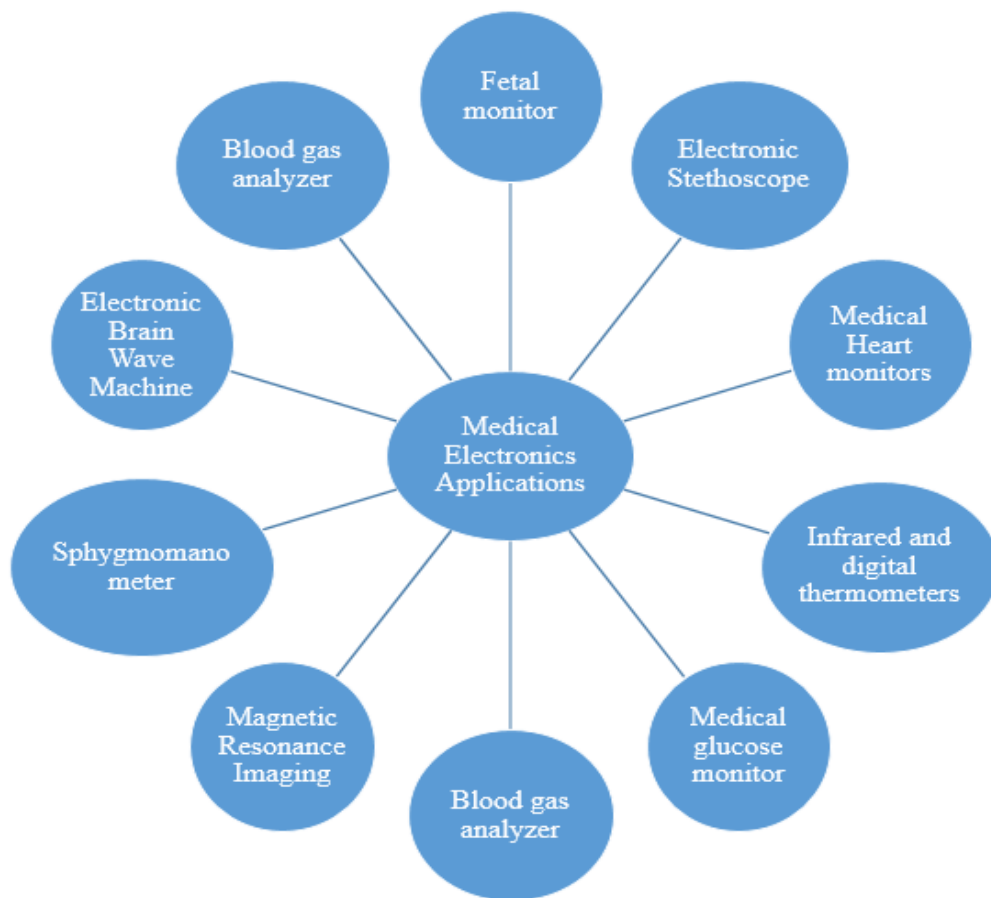 Fetal
monitor
Electronic
Stethoscope
Medical
Heart
monitors
Infrared and
digital
thermometers
Medical
glucose
monitor
Blood gas
analyzer
Magnetic
Resonance
Imaging
Sphygmomano
meter
Electronic
Brain
Wave
Machine
Blood gas
analyzer
Medical
Electronics
Applications